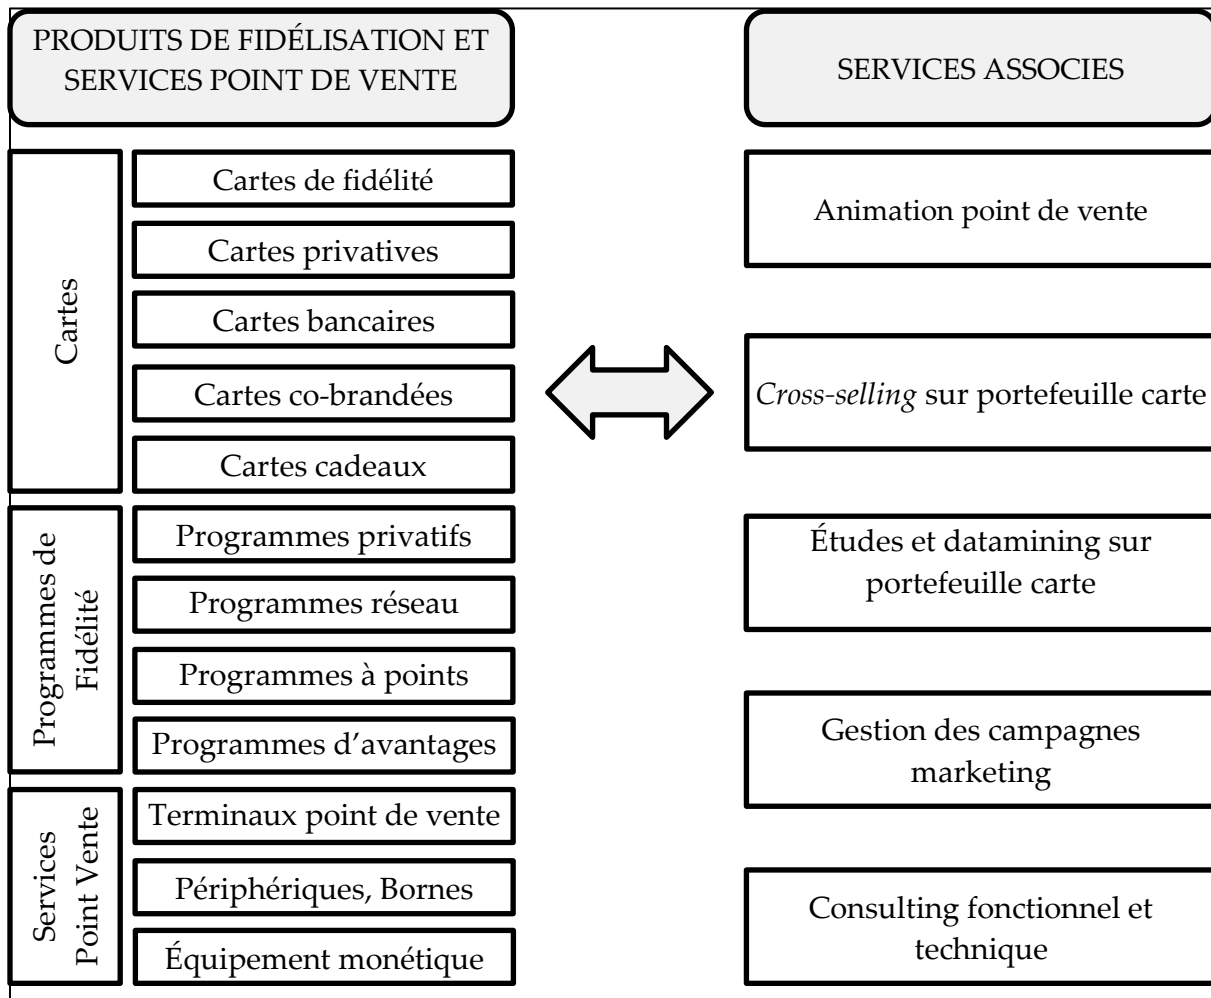 PRODUITS DE FIDÉLISATION ET
SERVICES POINT DE VENTE
Cartes
Cartes de fidélité
Cartes privatives
Cartes bancaires
Cartes co-brandées
Cartes cadeaux
Programmes de
Fidélité
Programmes privatifs
Programmes réseau
Programmes à points
Programmes d’avantages
Services
Point Vente
Terminaux point de vente
Périphériques, Bornes
Équipement monétique
SERVICES ASSOCIES
Animation point de vente
Cross-selling sur portefeuille carte
Études et datamining sur
portefeuille carte
Gestion des campagnes
marketing
Consulting fonctionnel et
technique